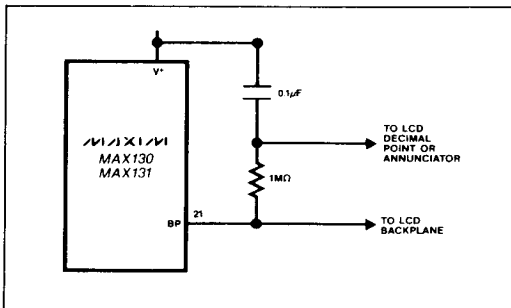 V+
0.1µF
MAXIM
MAX130
MAX131
TO LCD
DECIMAL
POINT OR
ANNUNCIATOR
1MΩ
BP
21
TO LCD
BACKPLANE